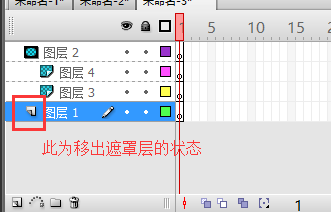 未命名-1* 未命名-2* 未命名-3*
1 5 10 15 20
图层 2
图层 4
图层 3
图层 1
此为移出遮罩层的状态
1